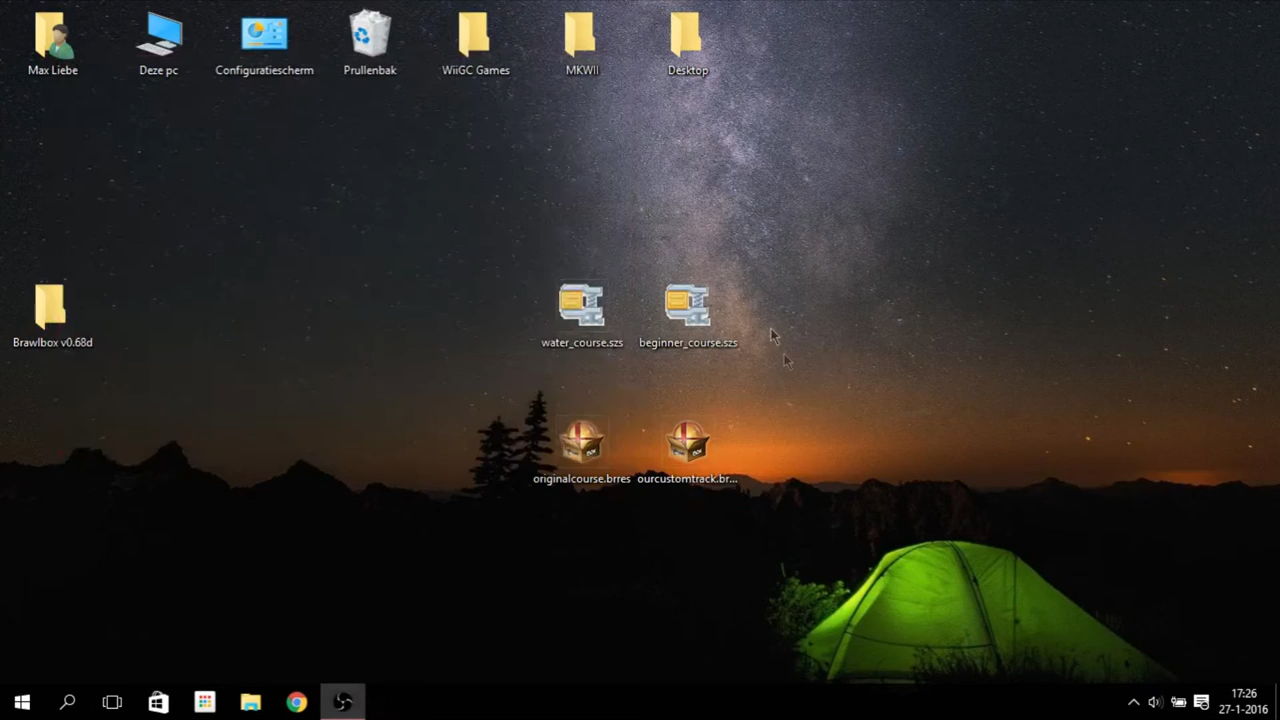 Max Liebe
Deze pc
Configuratiescherm
Prullenbak
WiiGC Games
MKWII
Desktop
Brawlbox v0.68d
water_course.szs
beginner_course.szs
originalcourse.brres
ourcustomtrack.br...
17:26
27-1-2016